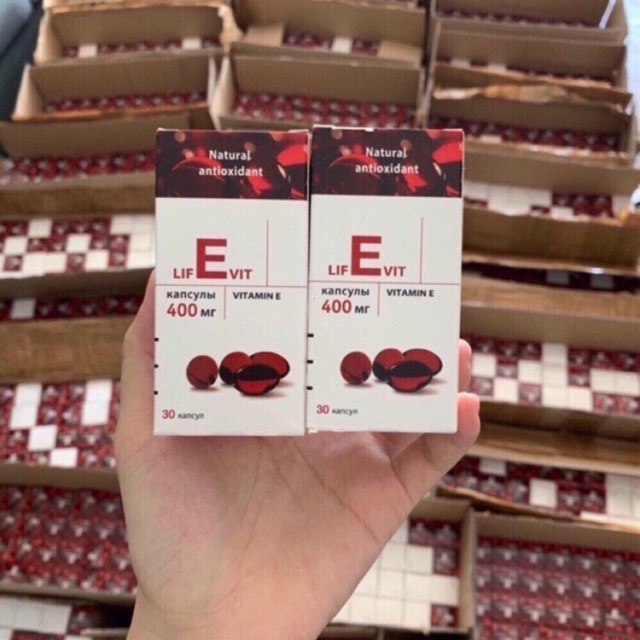 Natural
antioxidant
LIFEVIT
капсулы
400 мг
VITAMIN E
30 капсул
Natural
antioxidant
LIFEVIT
капсулы
400 мг
VITAMIN E
30 капсул